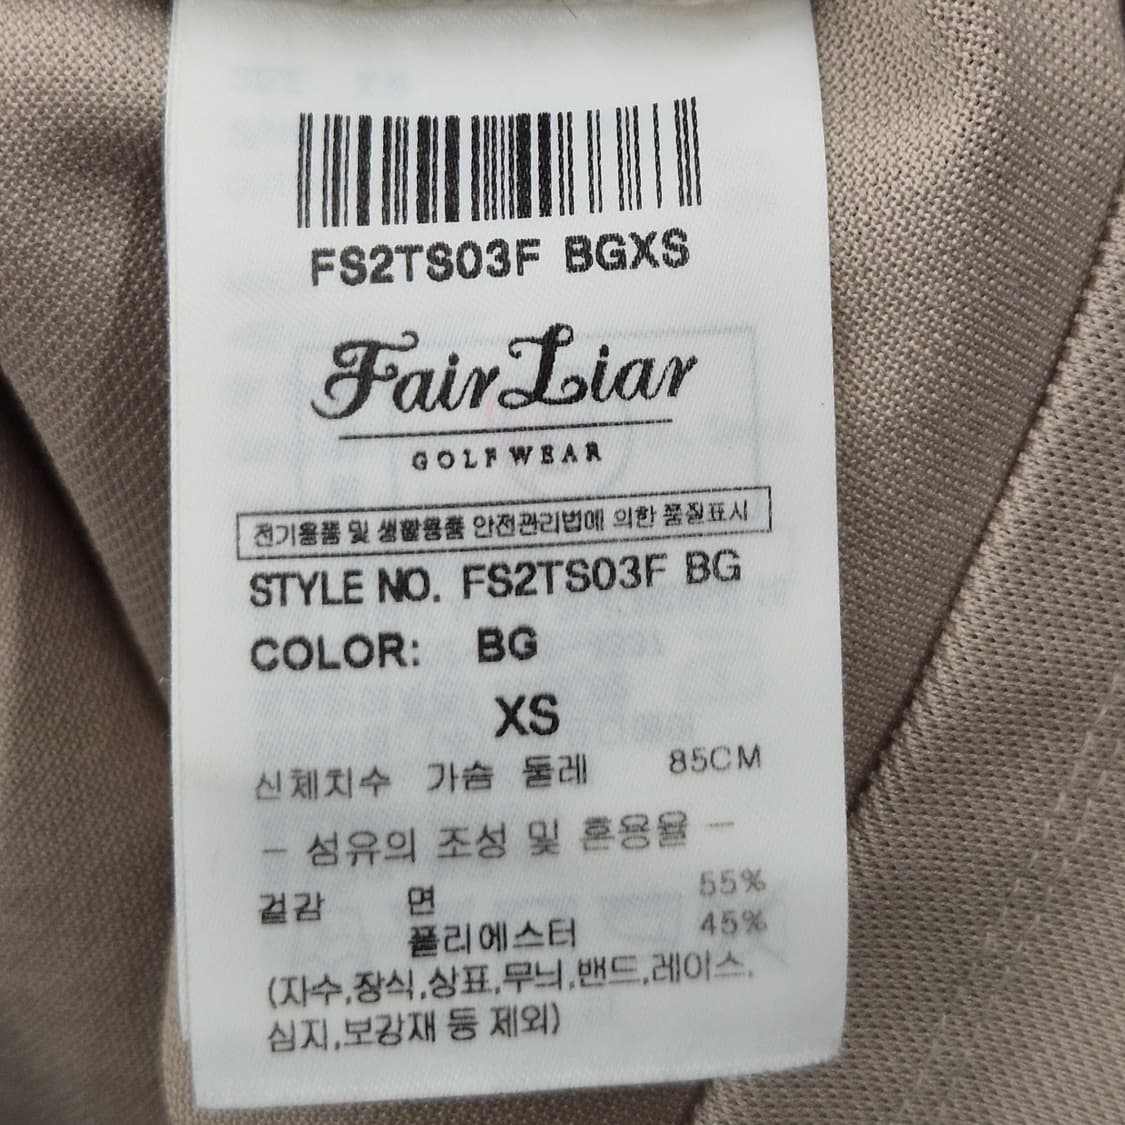 FS2TS03F BGXS
Fair Liar
GOLFWEAR
전기용품 및 생활용품 안전관리법에 의한 품질표시
STYLE NO. FS2TS03F BG
COLOR: BG
XS
신체치수 가슴 둘레 85CM
- 섬유의 조성 및 혼용율 -
겉감 면 55%
폴리에스터 45%
(자수,장식,상표,무늬,밴드,레이스,
심지,보강재 등 제외)